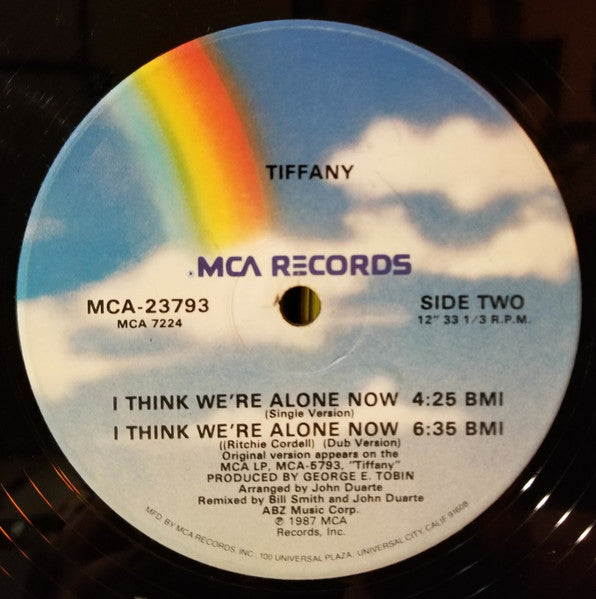 TIFFANY
MCA RECORDS
MCA-23793
MCA 7224
SIDE TWO
12" 33 1/3 R.P.M.
I THINK WE'RE ALONE NOW 4:25 BMI
(Single Version)
I THINK WE'RE ALONE NOW 6:35 BMI
((Ritchie Cordell) (Dub Version)
Original version appears on the
MCA LP, MCA-5793, "Tiffany"
PRODUCED BY GEORGE E. TOBIN
Arranged by John Duarte
Remixed by Bill Smith and John Duarte
ABZ Music Corp.
℗ 1987 MCA
Records, Inc.
MFD. BY MCA RECORDS, INC., 100 UNIVERSAL PLAZA, UNIVERSAL CITY, CALIF 91608